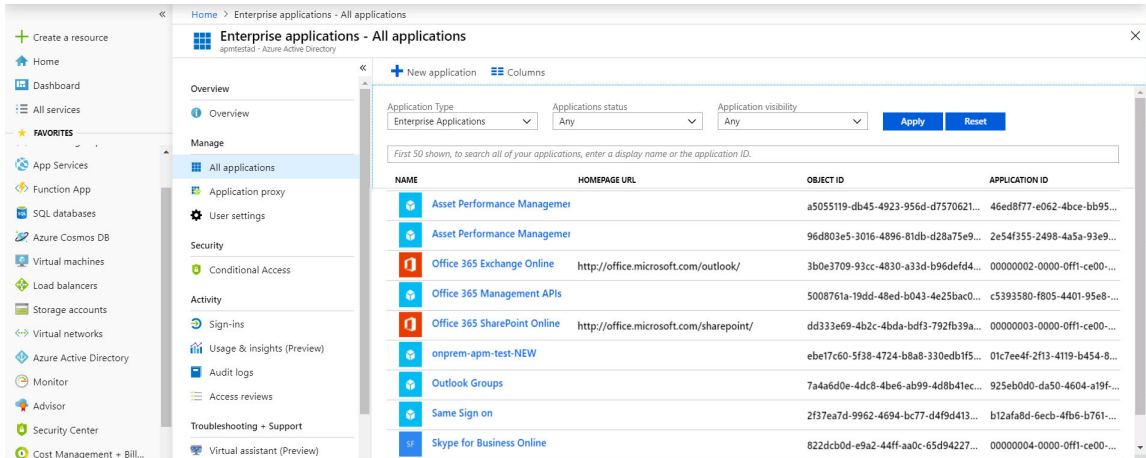 Home > Enterprise applications - All applications
Enterprise applications - All applications
apmtestad - Azure Active Directory
Create a resource
Home
Dashboard
All services
FAVORITES
App Services
Function App
SQL databases
Azure Cosmos DB
Virtual machines
Load balancers
Storage accounts
Virtual networks
Azure Active Directory
Monitor
Advisor
Security Center
Cost Management + Bill...
Overview
Overview
Manage
All applications
Application proxy
User settings
Security
Conditional Access
Activity
Sign-ins
Usage & insights (Preview)
Audit logs
Access reviews
Troubleshooting + Support
Virtual assistant (Preview)
New application Columns
Application Type Applications status Application visibility
Enterprise Applications Any Any Apply Reset
First 50 shown, to search all of your applications, enter a display name or the application ID.
NAME HOMEPAGE URL OBJECT ID APPLICATION ID
Asset Performance Managemen a5055119-db45-4923-956d-d7570621... 46ed8f77-e062-4bce-bb95...
Asset Performance Managemen 96d803e5-3016-4896-81db-d28a75e9... 2e54f355-2498-4a5a-93e9...
Office 365 Exchange Online http://office.microsoft.com/outlook/ 3b0e3709-93cc-4830-a33d-b96defd4... 00000002-0000-0ff1-ce00-...
Office 365 Management APIs 5008761a-19dd-48ed-b043-4e25bac0... c5393580-f805-4401-95e8-...
Office 365 SharePoint Online http://office.microsoft.com/sharepoint/ dd333e69-4b2c-4bda-bdf3-792fb39a... 00000003-0000-0ff1-ce00-...
onprem-apm-test-NEW ebe17c60-5f38-4724-b8a8-330edb1f5... 01c7ee4f-2f13-4119-b454-8...
Outlook Groups 7a4a6d0e-4dc8-4be6-ab99-4d8b41ec... 925eb0d0-da50-4604-a19f-...
Same Sign on 2f37ea7d-9962-4694-bc77-d4f9d413... b12afa8d-6ecb-4fb6-b761-...
SF Skype for Business Online 822dcb0d-e9a2-44ff-aa0c-65d94227... 00000004-0000-0ff1-ce00-...